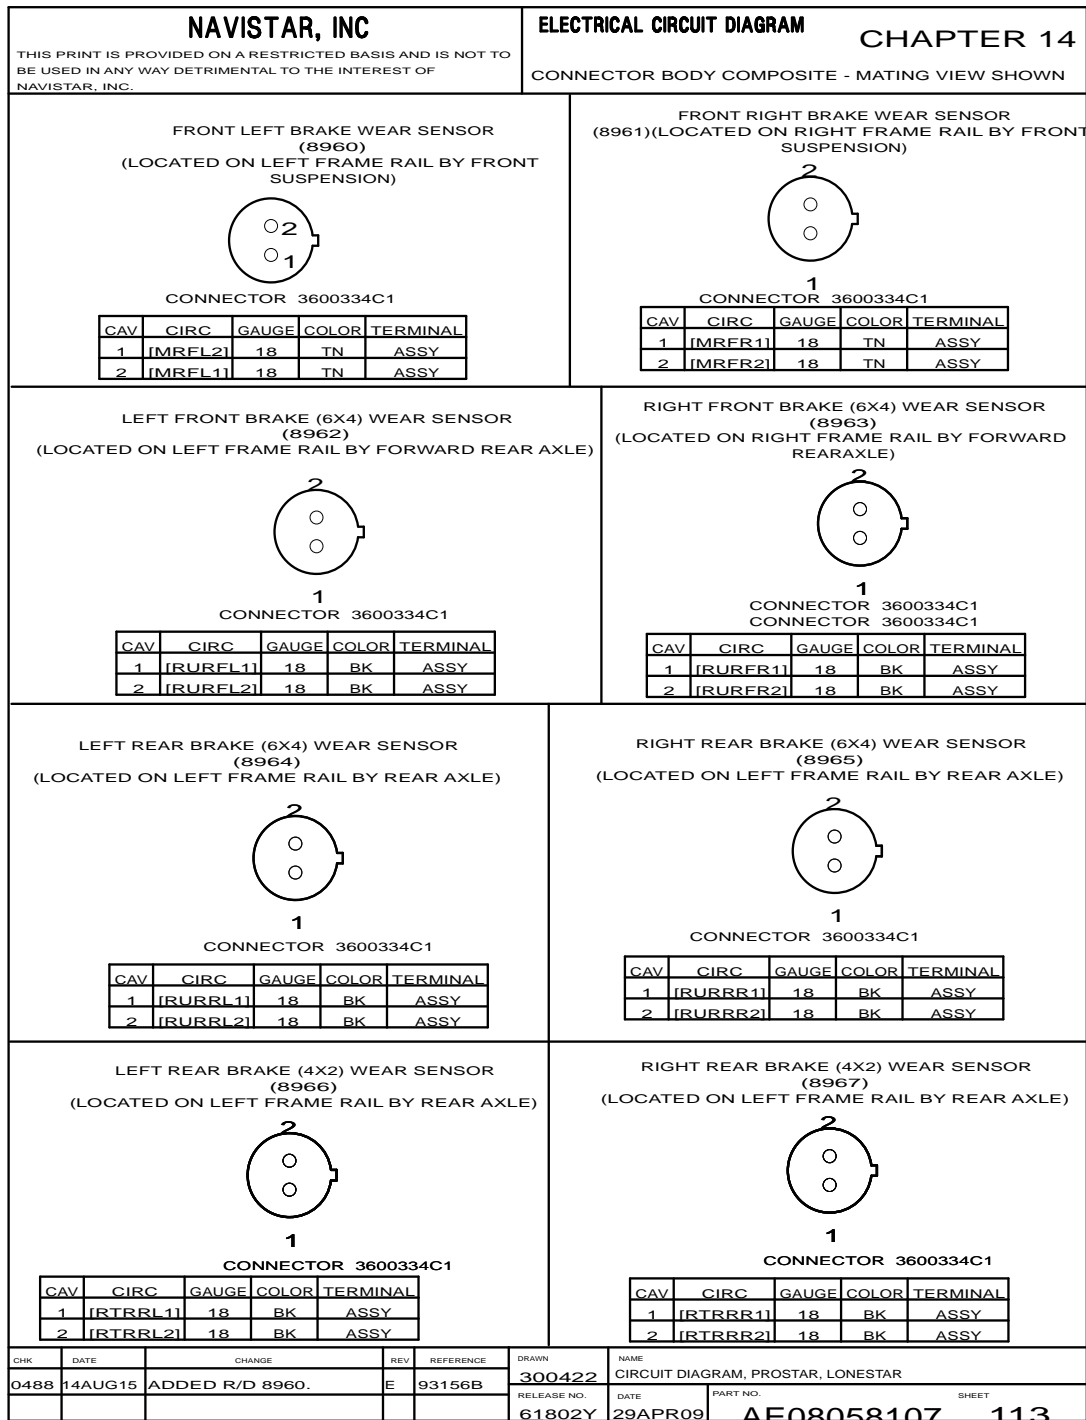 NAVISTAR, INC
THIS PRINT IS PROVIDED ON A RESTRICTED BASIS AND IS NOT TO
BE USED IN ANY WAY DETRIMENTAL TO THE INTEREST OF
NAVISTAR, INC.
ELECTRICAL CIRCUIT DIAGRAM
CHAPTER 14
CONNECTOR BODY COMPOSITE - MATING VIEW SHOWN
FRONT LEFT BRAKE WEAR SENSOR
(8960)
(LOCATED ON LEFT FRAME RAIL BY FRONT
SUSPENSION)
2
1
CONNECTOR 3600334C1
CAV CIRC GAUGE COLOR TERMINAL
1 [MRFL2] 18 TN ASSY
2 [MRFL1] 18 TN ASSY
FRONT RIGHT BRAKE WEAR SENSOR
(8961)(LOCATED ON RIGHT FRAME RAIL BY FRONT
SUSPENSION)
2
1
CONNECTOR 3600334C1
CAV CIRC GAUGE COLOR TERMINAL
1 [MRFR1] 18 TN ASSY
2 [MRFR2] 18 TN ASSY
LEFT FRONT BRAKE (6X4) WEAR SENSOR
(8962)
(LOCATED ON LEFT FRAME RAIL BY FORWARD REAR AXLE)
2
1
CONNECTOR 3600334C1
CAV CIRC GAUGE COLOR TERMINAL
1 [RURFL1] 18 BK ASSY
2 [RURFL2] 18 BK ASSY
RIGHT FRONT BRAKE (6X4) WEAR SENSOR
(8963)
(LOCATED ON RIGHT FRAME RAIL BY FORWARD
REARAXLE)
2
1
CONNECTOR 3600334C1
CONNECTOR 3600334C1
CAV CIRC GAUGE COLOR TERMINAL
1 [RURFR1] 18 BK ASSY
2 [RURFR2] 18 BK ASSY
LEFT REAR BRAKE (6X4) WEAR SENSOR
(8964)
(LOCATED ON LEFT FRAME RAIL BY REAR AXLE)
2
1
CONNECTOR 3600334C1
CAV CIRC GAUGE COLOR TERMINAL
1 [RURRL1] 18 BK ASSY
2 [RURRL2] 18 BK ASSY
RIGHT REAR BRAKE (6X4) WEAR SENSOR
(8965)
(LOCATED ON LEFT FRAME RAIL BY REAR AXLE)
2
1
CONNECTOR 3600334C1
CAV CIRC GAUGE COLOR TERMINAL
1 [RURRR1] 18 BK ASSY
2 [RURRR2] 18 BK ASSY
LEFT REAR BRAKE (4X2) WEAR SENSOR
(8966)
(LOCATED ON LEFT FRAME RAIL BY REAR AXLE)
2
1
CONNECTOR 3600334C1
CAV CIRC GAUGE COLOR TERMINAL
1 [RTRRL1] 18 BK ASSY
2 [RTRRL2] 18 BK ASSY
RIGHT REAR BRAKE (4X2) WEAR SENSOR
(8967)
(LOCATED ON LEFT FRAME RAIL BY REAR AXLE)
2
1
CONNECTOR 3600334C1
CAV CIRC GAUGE COLOR TERMINAL
1 [RTRRR1] 18 BK ASSY
2 [RTRRR2] 18 BK ASSY
CHK DATE CHANGE REV REFERENCE
0488 14AUG15 ADDED R/D 8960. E 93156B
DRAWN
300422
NAME
CIRCUIT DIAGRAM, PROSTAR, LONESTAR
RELEASE NO.
61802Y
DATE
29APR09
PART NO.
AE08058107
SHEET
113